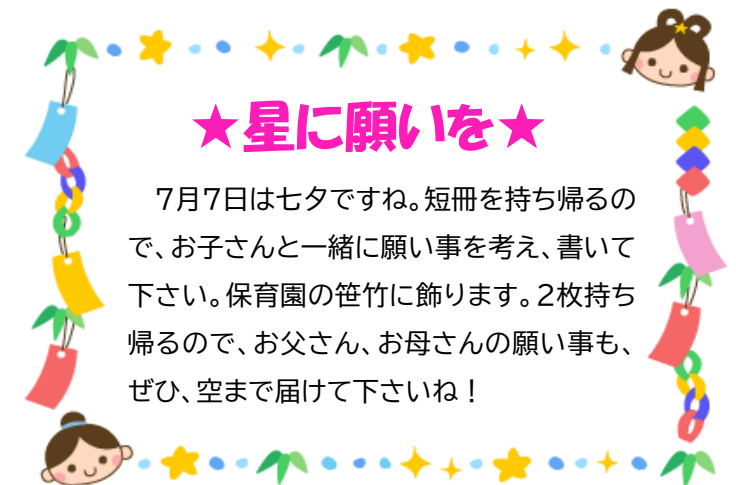 ★星に願いを★
　7月7日は七夕ですね。短冊を持ち帰るの
で、お子さんと一緒に願い事を考え、書いて
下さい。保育園の笹竹に飾ります。2枚持ち
帰るので、お父さん、お母さんの願い事も、
ぜひ、空まで届けて下さいね！